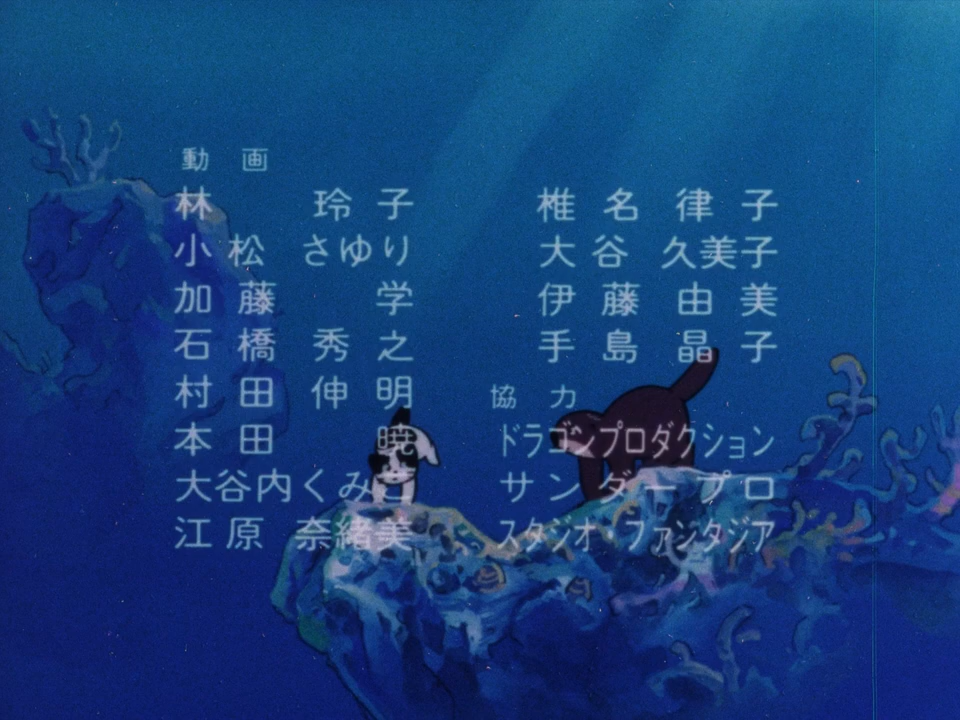 動画
林 玲子
小松 さゆり
加藤 学
石橋 秀之
村田 伸明
本田 暁
大谷内くみ
江原 奈緒美
椎名 律子
大谷 久美子
伊藤 由美
手島 晶子
協力
ドラゴンプロダクション
サンダープロ
スタジオ・ファンタジア